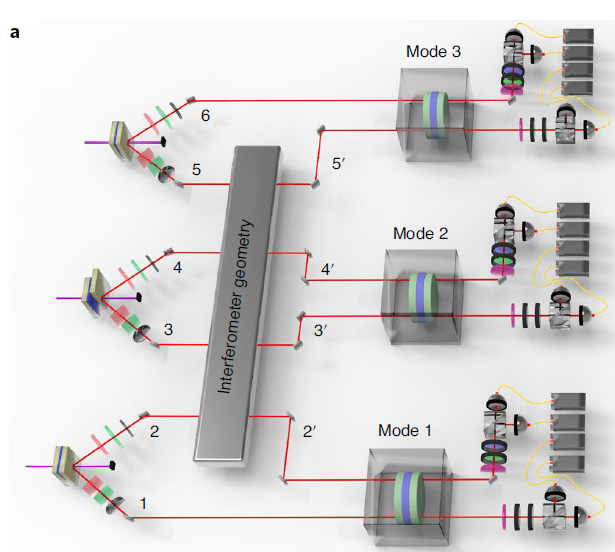 a
Mode 3
6
5
5′
Mode 2
4
4′
Interferometer geometry
3
3′
2
2′
Mode 1
1